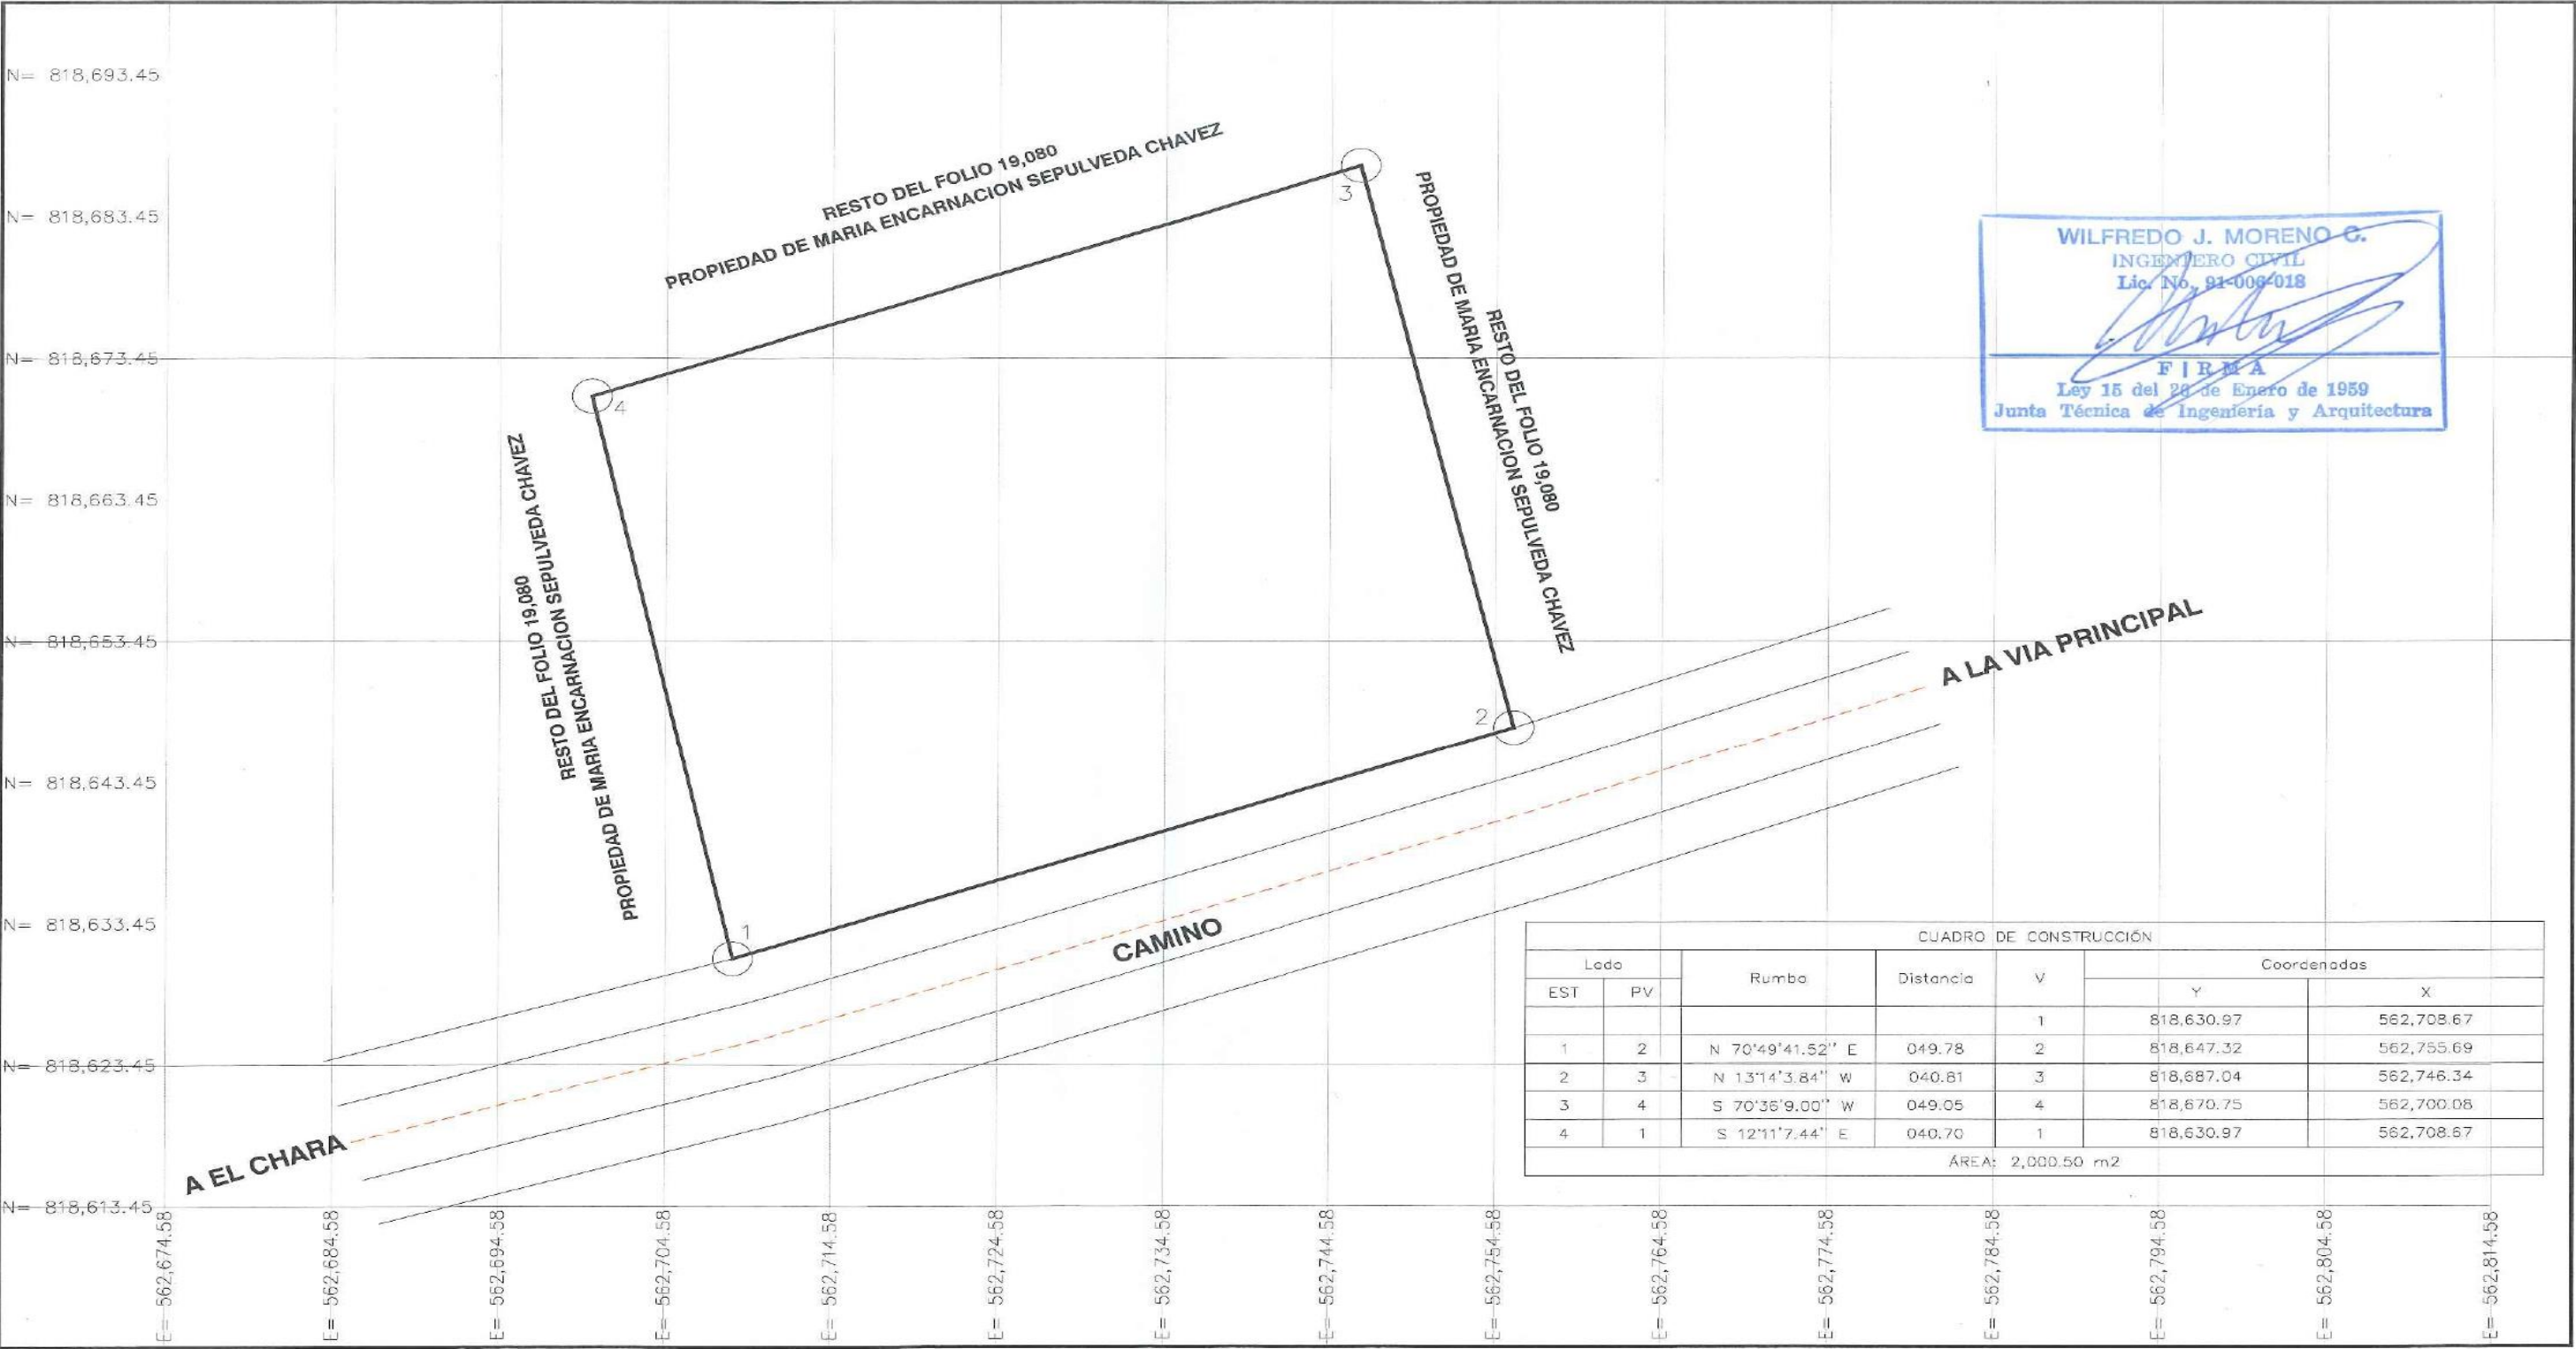 N= 818,693.45
N= 818,683.45
N= 818,673.45
N= 818,663.45
N= 818,653.45
N= 818,643.45
N= 818,633.45
N= 818,623.45
N= 818,613.45
RESTO DEL FOLIO 19,080
PROPIEDAD DE MARIA ENCARNACION SEPULVEDA CHAVEZ
3
4
RESTO DEL FOLIO 19,080
PROPIEDAD DE MARIA ENCARNACION SEPULVEDA CHAVEZ
RESTO DEL FOLIO 19,080
PROPIEDAD DE MARIA ENCARNACION SEPULVEDA CHAVEZ
2
1
WILFREDO J. MORENO C.
INGENIERO CIVIL
Lic. No. 91-006-018
FIRMA
Ley 15 del 26 de Enero de 1959
Junta Técnica de Ingeniería y Arquitectura
A LA VIA PRINCIPAL
CAMINO
A EL CHARA
CUADRO DE CONSTRUCCIÓN
Lado Rumbo Distancia V Coordenadas
EST PV Y X
1 818,630.97 562,708.67
1 2 N 70°49'41.52" E 049.78 2 818,647.32 562,755.69
2 3 N 13°14'3.84" W 040.81 3 818,687.04 562,746.34
3 4 S 70°36'9.00" W 049.05 4 818,670.75 562,700.08
4 1 S 12°11'7.44" E 040.70 1 818,630.97 562,708.67
ÁREA: 2,000.50 m2
E= 562,674.58
E= 562,684.58
E= 562,694.58
E= 562,704.58
E= 562,714.58
E= 562,724.58
E= 562,734.58
E= 562,744.58
E= 562,754.58
E= 562,764.58
E= 562,774.58
E= 562,784.58
E= 562,794.58
E= 562,804.58
E= 562,814.58